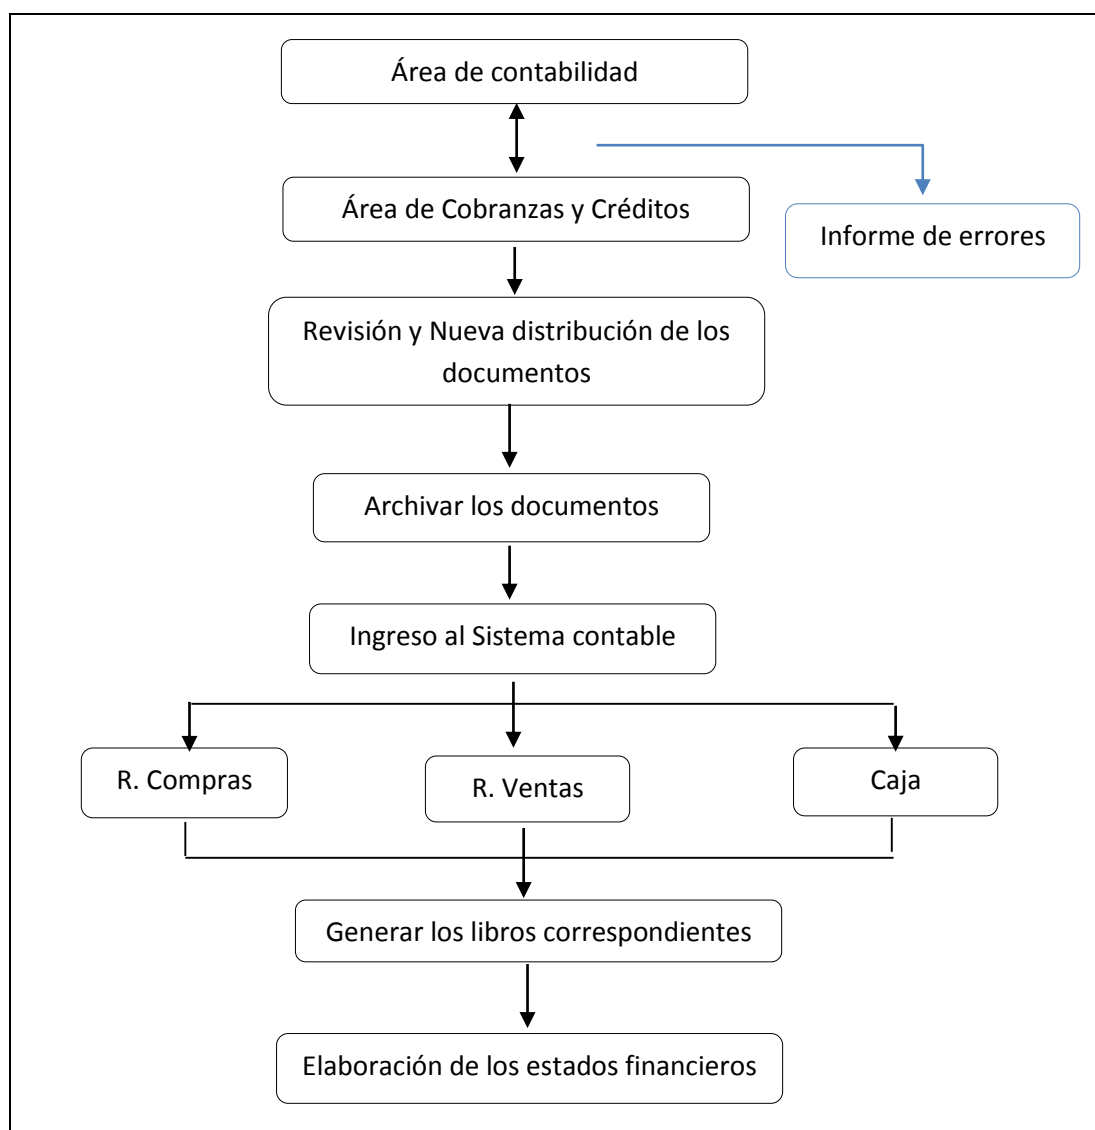 Área de contabilidad
Área de Cobranzas y Créditos
Informe de errores
Revisión y Nueva distribución de los
documentos
Archivar los documentos
Ingreso al Sistema contable
R. Compras
R. Ventas
Caja
Generar los libros correspondientes
Elaboración de los estados financieros